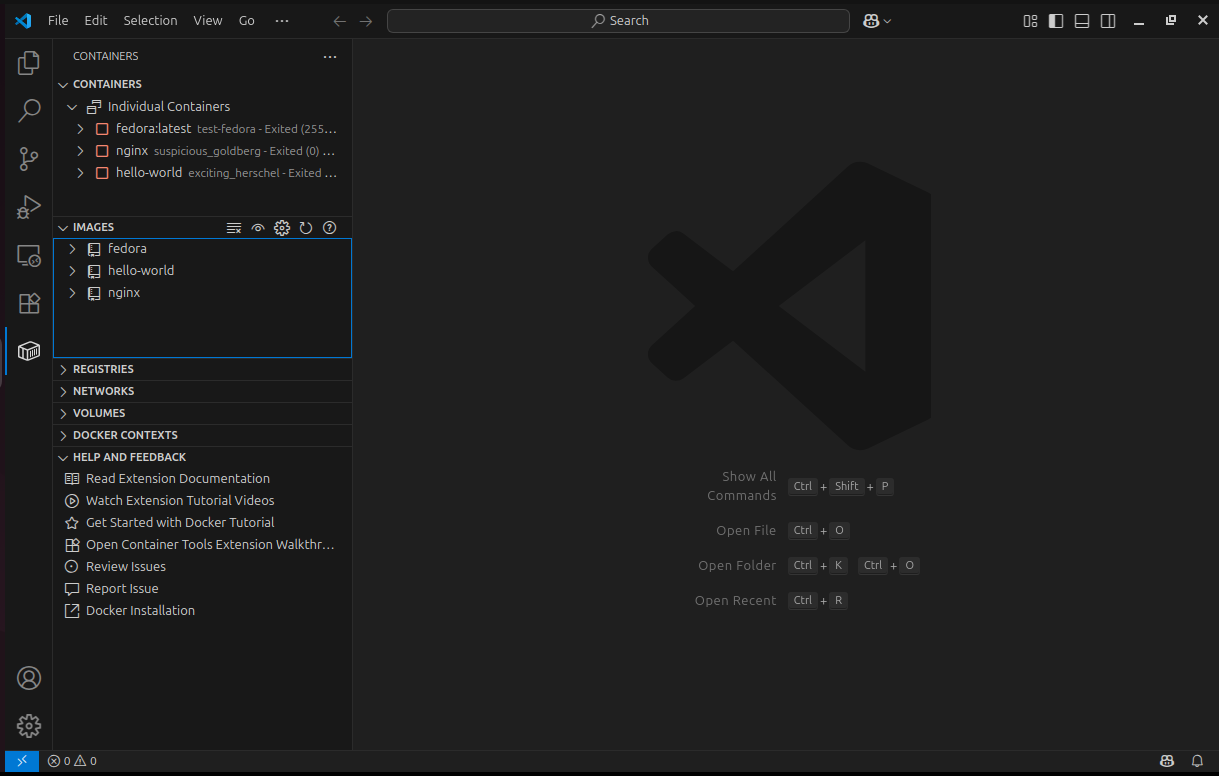 File Edit Selection View Go ···
Search
CONTAINERS ···
CONTAINERS
Individual Containers
fedora:latest test-fedora - Exited (255...
nginx suspicious_goldberg - Exited (0) ...
hello-world exciting_herschel - Exited ...
IMAGES
fedora
hello-world
nginx
REGISTRIES
NETWORKS
VOLUMES
DOCKER CONTEXTS
HELP AND FEEDBACK
Read Extension Documentation
Watch Extension Tutorial Videos
Get Started with Docker Tutorial
Open Container Tools Extension Walkthr...
Review Issues
Report Issue
Docker Installation
Show All
Commands
Ctrl + Shift + P
Open File Ctrl + O
Open Folder Ctrl + K Ctrl + O
Open Recent Ctrl + R
0 0